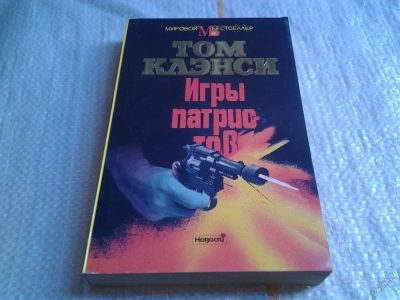 МИРОВОЙ БЕСТСЕЛЛЕР
ТОМ
КЛЭНСИ
Игры
патрио-
тов
Новости